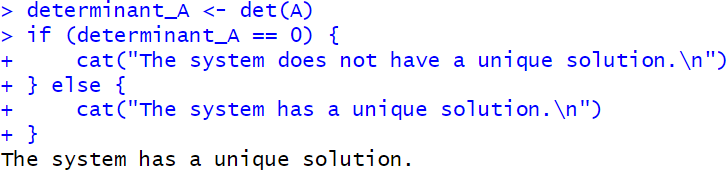 > determinant_A <- det(A)
> if (determinant_A == 0) {
+     cat("The system does not have a unique solution.\n")
+ } else {
+     cat("The system has a unique solution.\n")
+ }
The system has a unique solution.